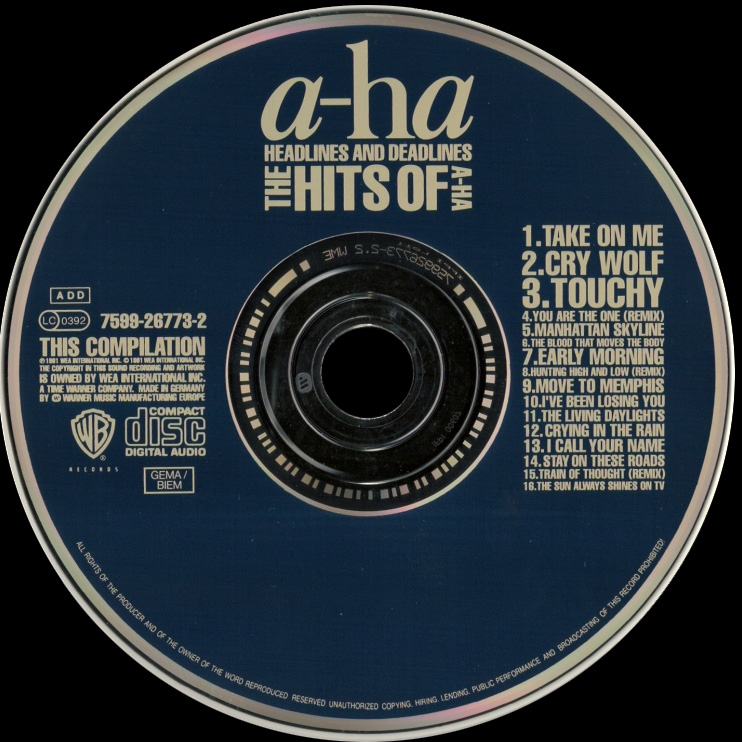 a-ha
HEADLINES AND DEADLINES
THE HITS OF A-HA
1.TAKE ON ME
2.CRY WOLF
3.TOUCHY
4.YOU ARE THE ONE (REMIX)
5.MANHATTAN SKYLINE
6.THE BLOOD THAT MOVES THE BODY
7.EARLY MORNING
8.HUNTING HIGH AND LOW (REMIX)
9.MOVE TO MEMPHIS
10.I'VE BEEN LOSING YOU
11.THE LIVING DAYLIGHTS
12.CRYING IN THE RAIN
13.I CALL YOUR NAME
14.STAY ON THESE ROADS
15.TRAIN OF THOUGHT (REMIX)
16.THE SUN ALWAYS SHINES ON TV
ADD
LC 0392 7599-26773-2
THIS COMPILATION
℗ 1991 WEA INTERNATIONAL INC. © 1991 WEA INTERNATIONAL INC.
THE COPYRIGHT IN THIS SOUND RECORDING AND ARTWORK
IS OWNED BY WEA INTERNATIONAL INC.
A TIME WARNER COMPANY. MADE IN GERMANY
BY WARNER MUSIC MANUFACTURING EUROPE
WB
®
RECORDS
COMPACT
disc
DIGITAL AUDIO
GEMA/
BIEM
759926773-2.2 WME
ALL RIGHTS OF THE PRODUCER AND OF THE OWNER OF THE WORD REPRODUCED RESERVED UNAUTHORIZED COPYING, HIRING, LENDING, PUBLIC PERFORMANCE AND BROADCASTING OF THIS RECORD PROHIBITED!